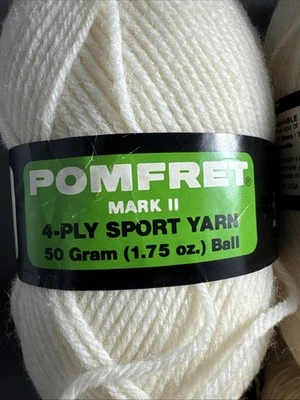 POMFRET®
MARK II
4-PLY SPORT YARN
50 Gram (1.75 oz.) Ball